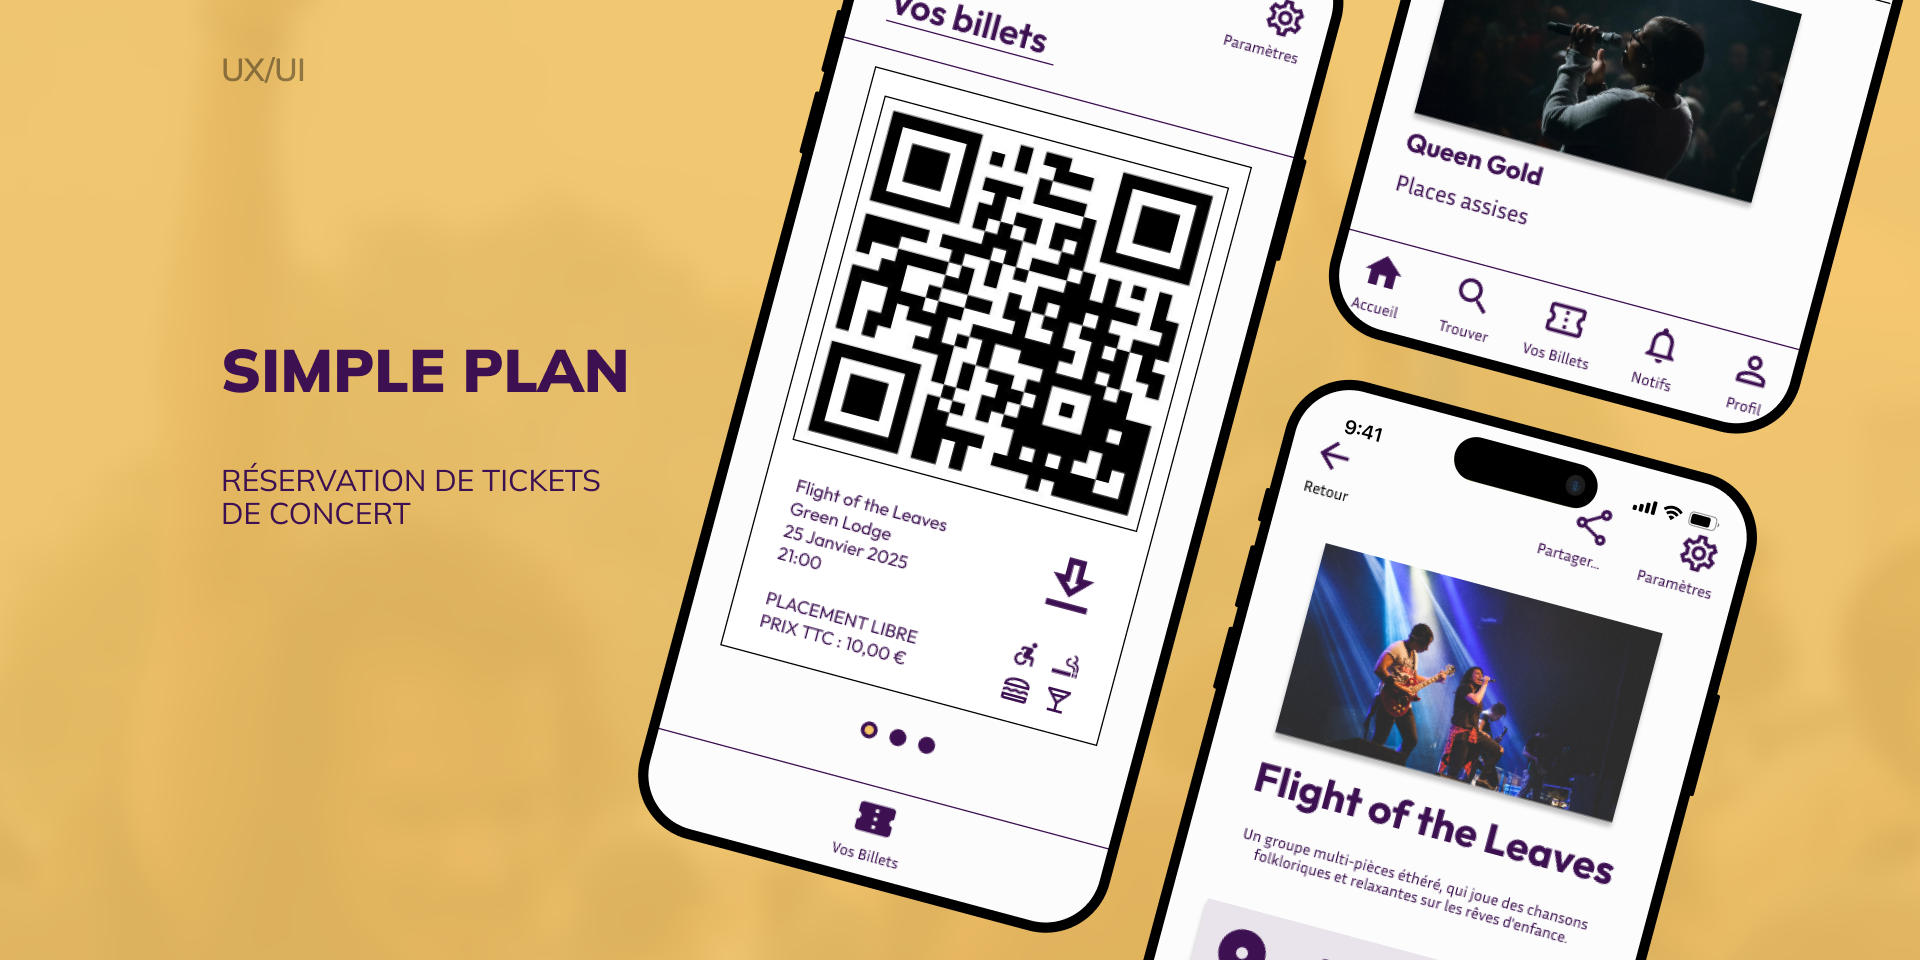 UX/UI
SIMPLE PLAN
RÉSERVATION DE TICKETS
DE CONCERT
Vos billets
Paramètres
Flight of the Leaves
Green Lodge
25 Janvier 2025
21:00
PLACEMENT LIBRE
PRIX TTC : 10,00 €
Vos Billets
Queen Gold
Places assises
Accueil
Trouver
Vos Billets
Notifs
Profil
9:41
Retour
Partager...
Paramètres
Flight of the Leaves
Un groupe multi-pièces éthéré, qui joue des chansons
folkloriques et relaxantes sur les rêves d'enfance.